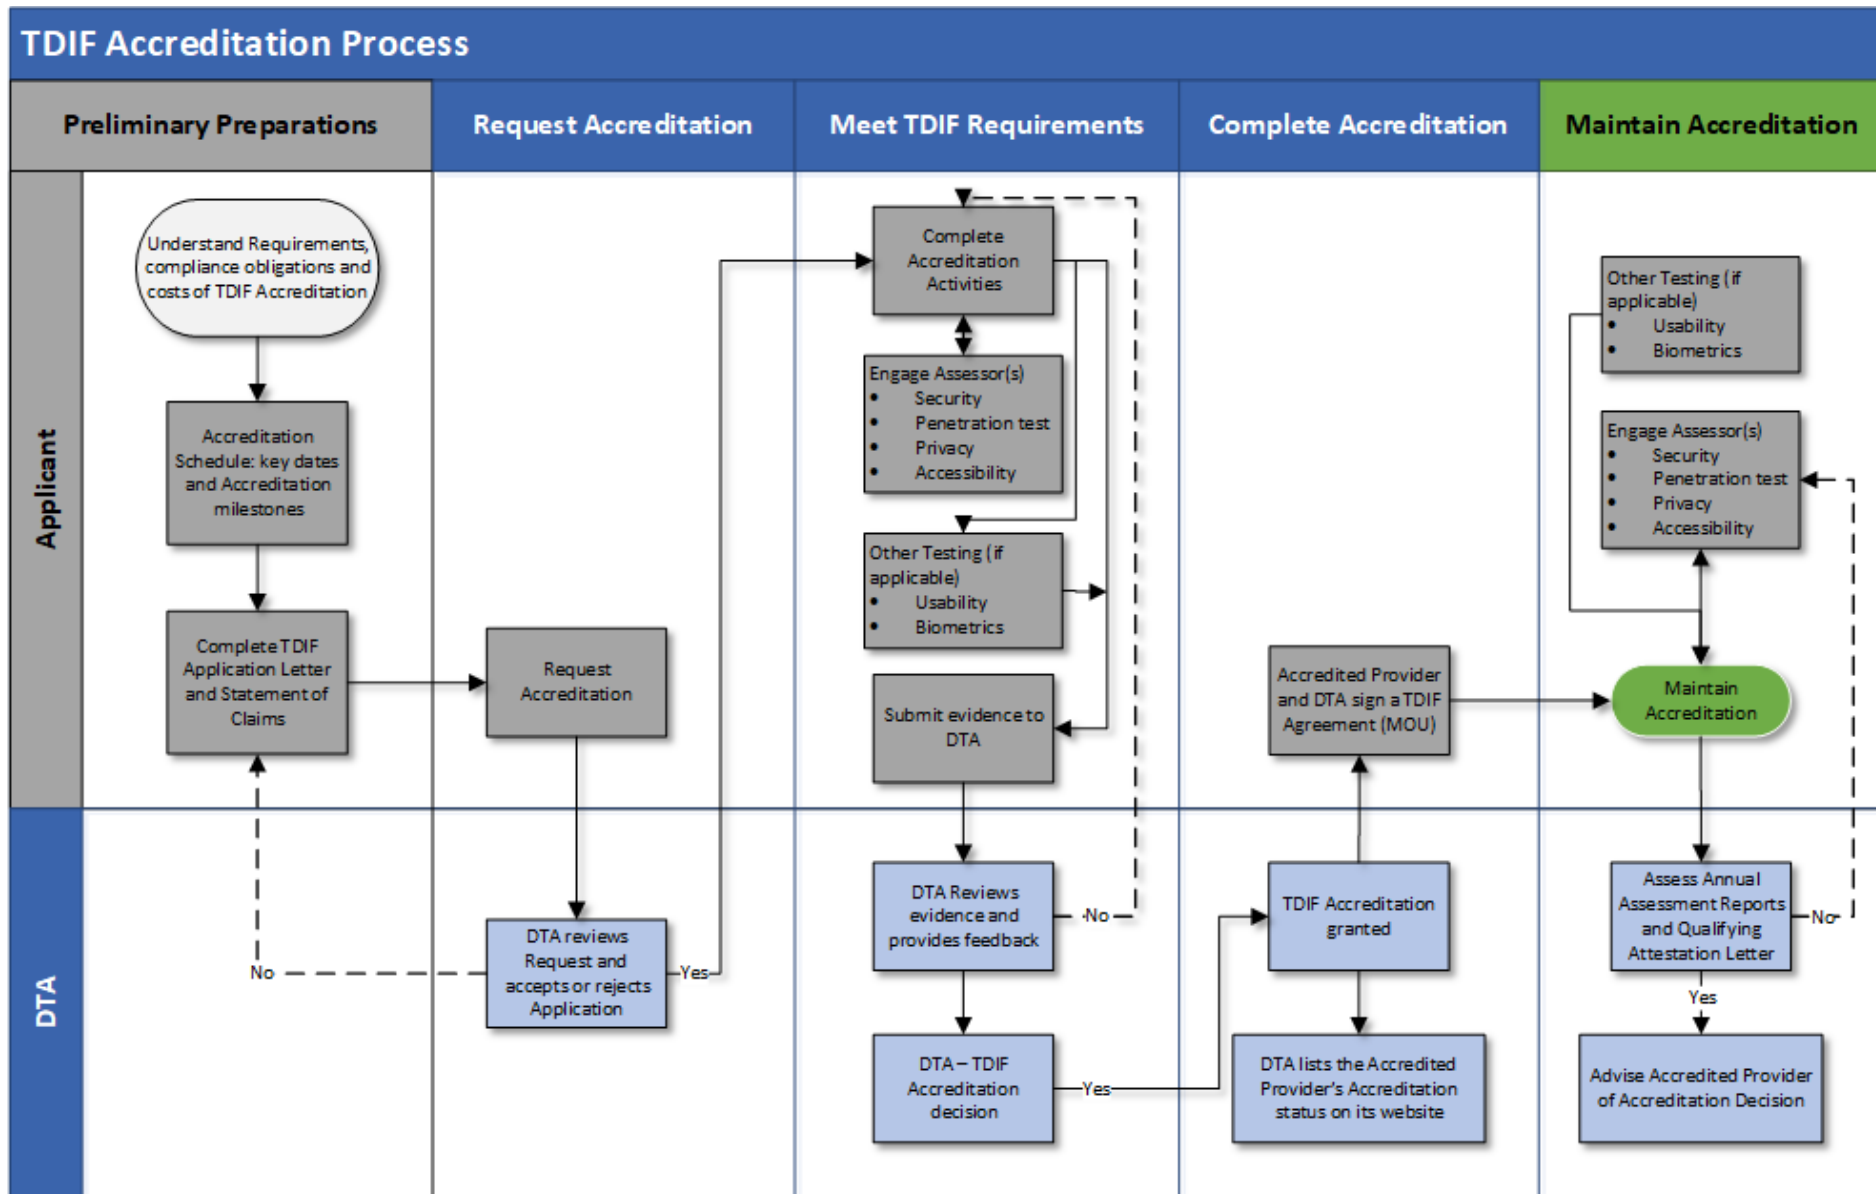 TDIF Accreditation Process
Preliminary Preparations
Request Accreditation
Meet TDIF Requirements
Complete Accreditation
Maintain Accreditation
Applicant
Understand Requirements,
compliance obligations and
costs of TDIF Accreditation
Accreditation
Schedule: key dates
and Accreditation
milestones
Complete TDIF
Application Letter
and Statement of
Claims
Request
Accreditation
Complete
Accreditation
Activities
Engage Assessor(s)
• Security
• Penetration test
• Privacy
• Accessibility
Other Testing (if
applicable)
• Usability
• Biometrics
Submit evidence to
DTA
Accredited Provider
and DTA sign a TDIF
Agreement (MOU)
Other Testing (if
applicable)
• Usability
• Biometrics
Engage Assessor(s)
• Security
• Penetration test
• Privacy
• Accessibility
Maintain
Accreditation
DTA
No
DTA reviews
Request and
accepts or rejects
Application
Yes
DTA Reviews
evidence and
provides feedback
No
DTA – TDIF
Accreditation
decision
Yes
TDIF Accreditation
granted
DTA lists the Accredited
Provider's Accreditation
status on its website
Assess Annual
Assessment Reports
and Qualifying
Attestation Letter
No
Yes
Advise Accredited Provider
of Accreditation Decision